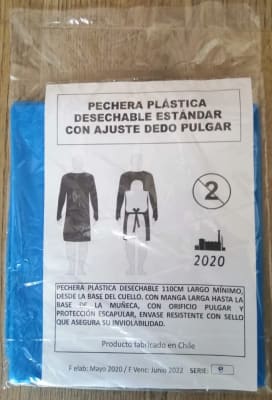 PECHERA PLÁSTICA
DESECHABLE ESTÁNDAR
CON AJUSTE DEDO PULGAR
2
2020
PECHERA PLÁSTICA DESECHABLE 110CM LARGO MÍNIMO,
DESDE LA BASE DEL CUELLO. CON MANGA LARGA HASTA LA
BASE DE LA MUÑECA, CON ORIFICIO PULGAR Y
PROTECCIÓN ESCAPULAR, ENVASE RESISTENTE CON SELLO
QUE ASEGURA SU INVIOLABILIDAD.
Producto fabricado en Chile
F elab: Mayo 2020 / F Venc: Junio 2022 SERIE: